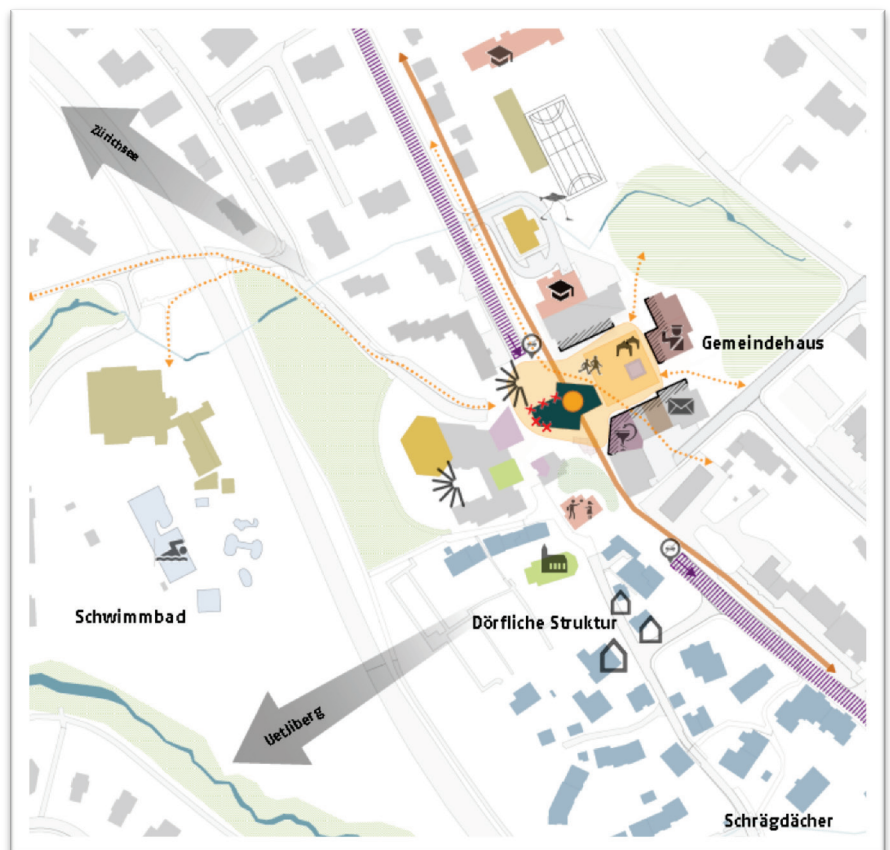 Zürichsee
Gemeindehaus
Schwimmbad
Dörfliche Struktur
Uetliberg
Schrägdächer